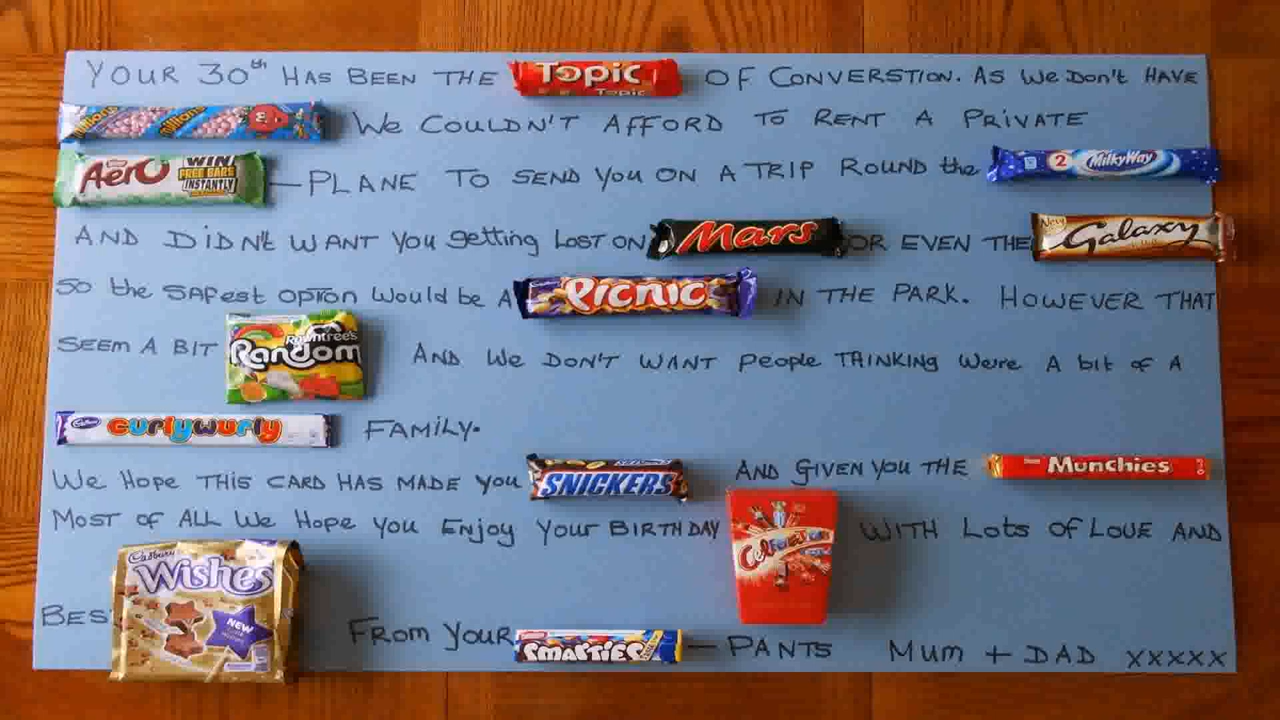 YOUR 30th HAS BEEN THE Topic OF CONVERSTION. AS WE DON'T HAVE
millions WE COULDN'T AFFORD TO RENT A PRIVATE
AERO WIN FREE BARS INSTANTLY — PLANE TO SEND YOU ON A TRIP ROUND the 2 MilkyWay
AND DIDN't WANT YOU getting LOST ON Mars OR EVEN THE New Galaxy
SO the SAFEST OPTION Would be A PICNIC IN THE PARK. HOWEVER THAT
SEEM A BIT Rowntree's Random AND WE DON'T WANT People THINKING Were A bit of A
Cadbury curlywurly FAMILY.
WE HOPE THIS CARD HAS MADE YOU SNICKERS AND GIVEN YOU THE Munchies
MOST OF ALL WE HOPE YOU ENJOY YOUR BIRTHDAY Celebrations WITH LOTS OF LOVE AND
BES Cadbury Wishes NEW FROM YOUR SMARTIES — PANTS MUM + DAD XXXXX